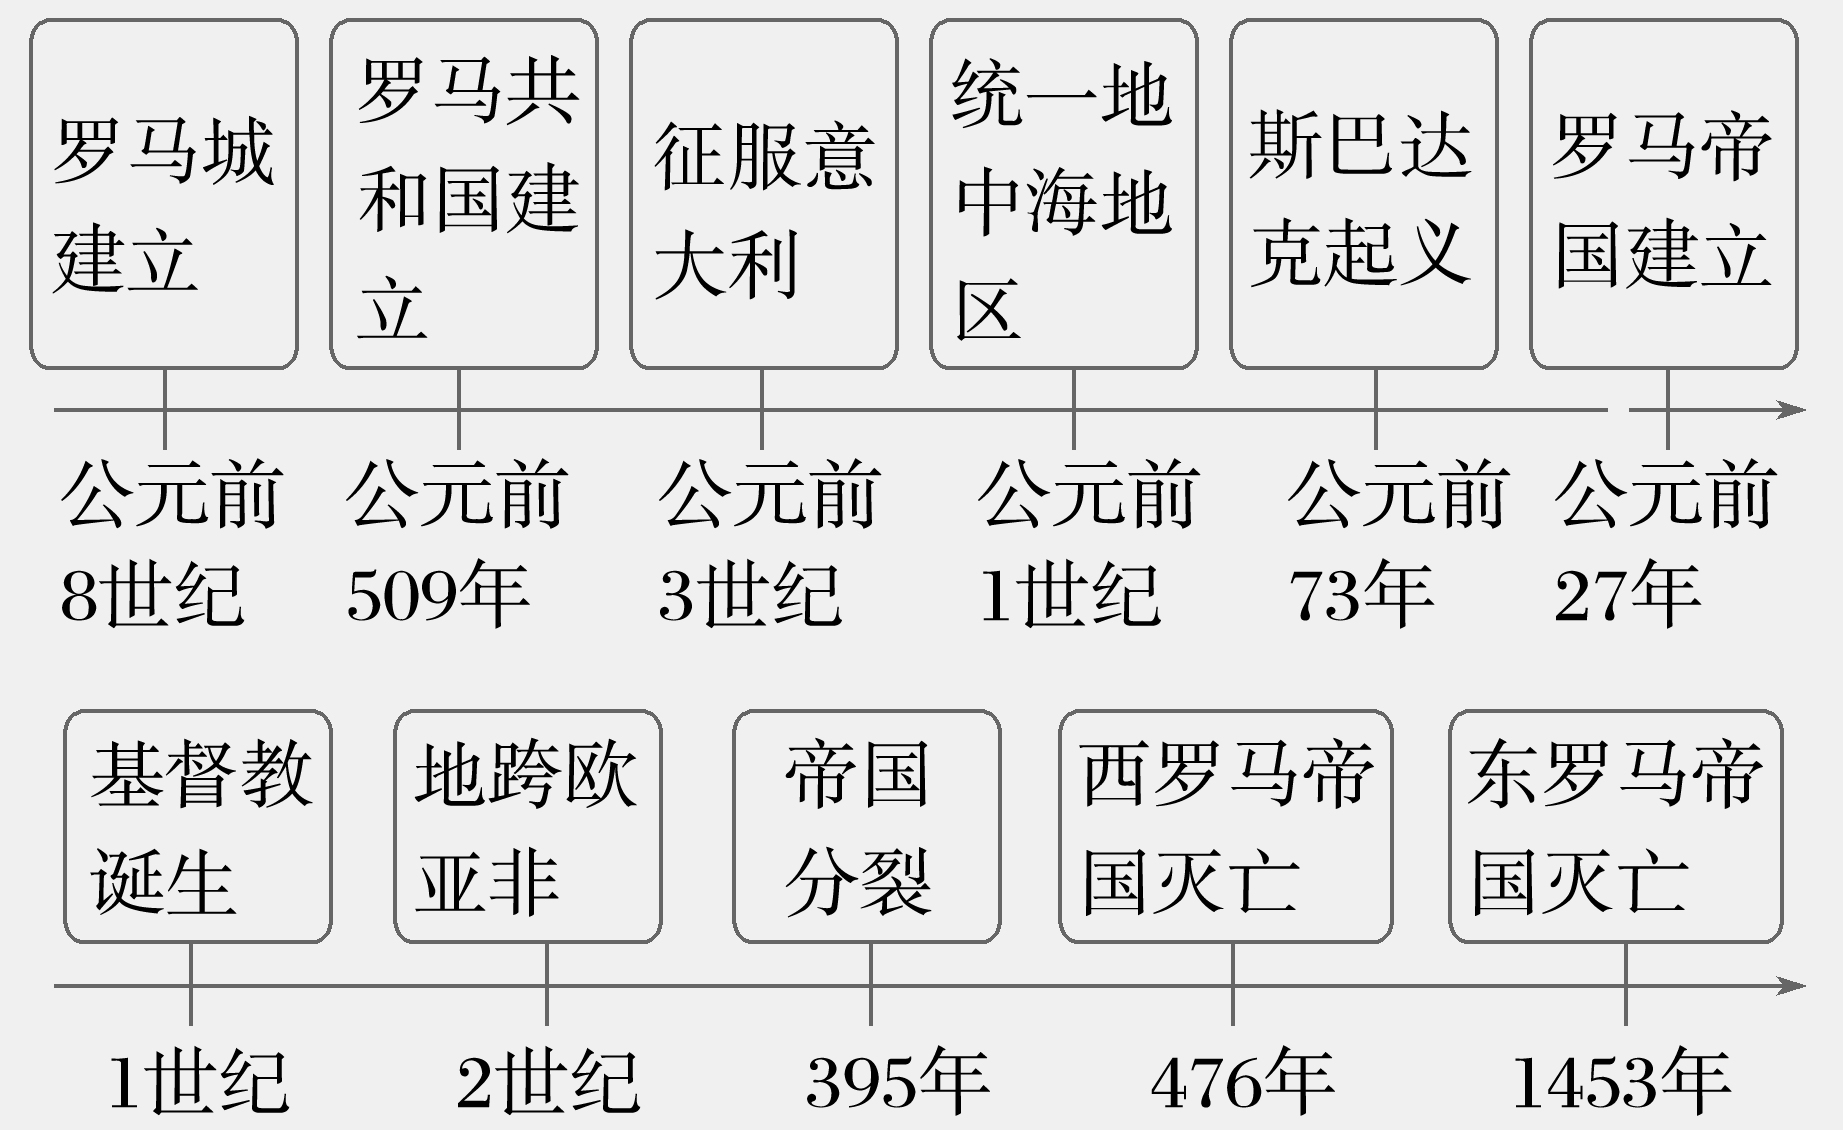 罗马城
建立
罗马共
和国建
立
征服意
大利
统一地
中海地
区
斯巴达
克起义
罗马帝
国建立
公元前
8世纪
公元前
509年
公元前
3世纪
公元前
1世纪
公元前
73年
公元前
27年
基督教
诞生
地跨欧
亚非
帝国
分裂
西罗马帝
国灭亡
东罗马帝
国灭亡
1世纪
2世纪
395年
476年
1453年